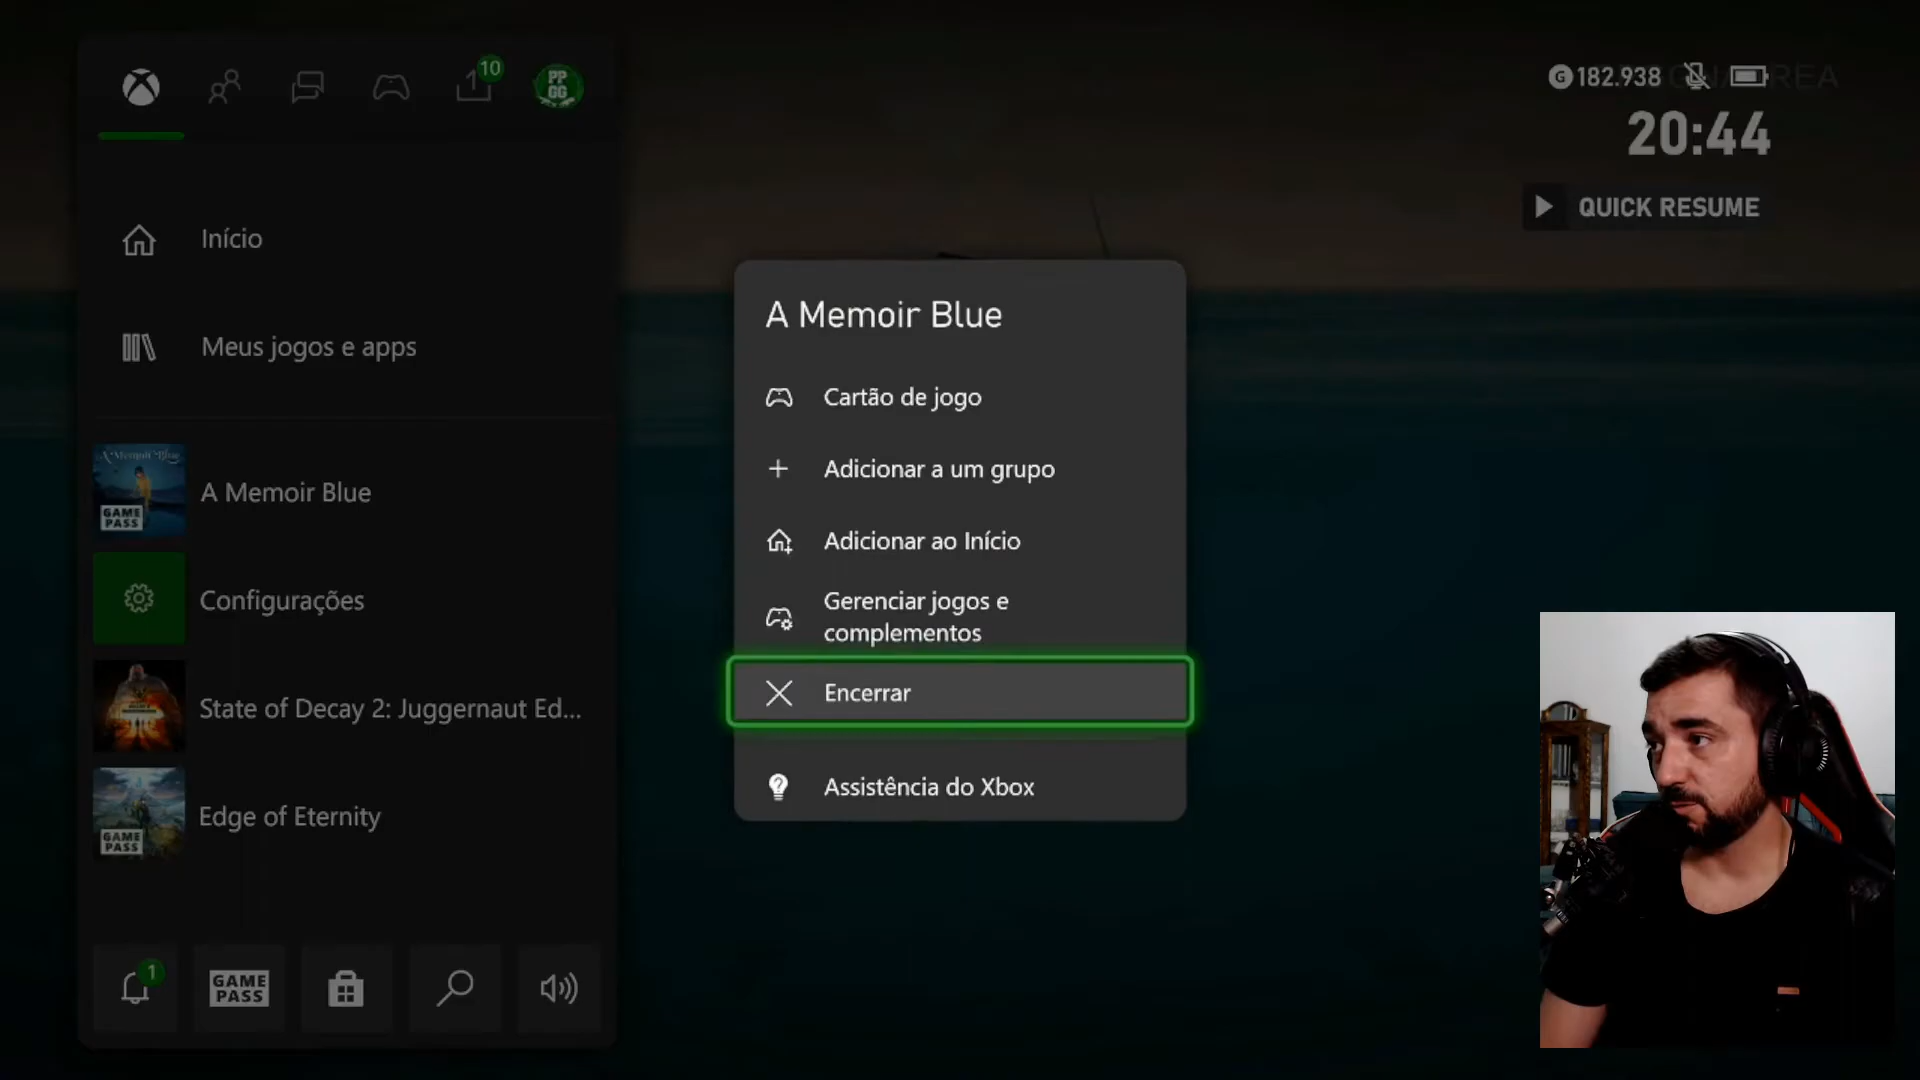 10
PP
GG
G 182.938
20:44
QUICK RESUME
Início
Meus jogos e apps
A Memoir Blue
GAME
PASS
A Memoir Blue
Configurações
State of Decay 2: Juggernaut Ed...
Edge of Eternity
GAME
PASS
1
GAME
PASS
A Memoir Blue
Cartão de jogo
Adicionar a um grupo
Adicionar ao Início
Gerenciar jogos e
complementos
Encerrar
Assistência do Xbox